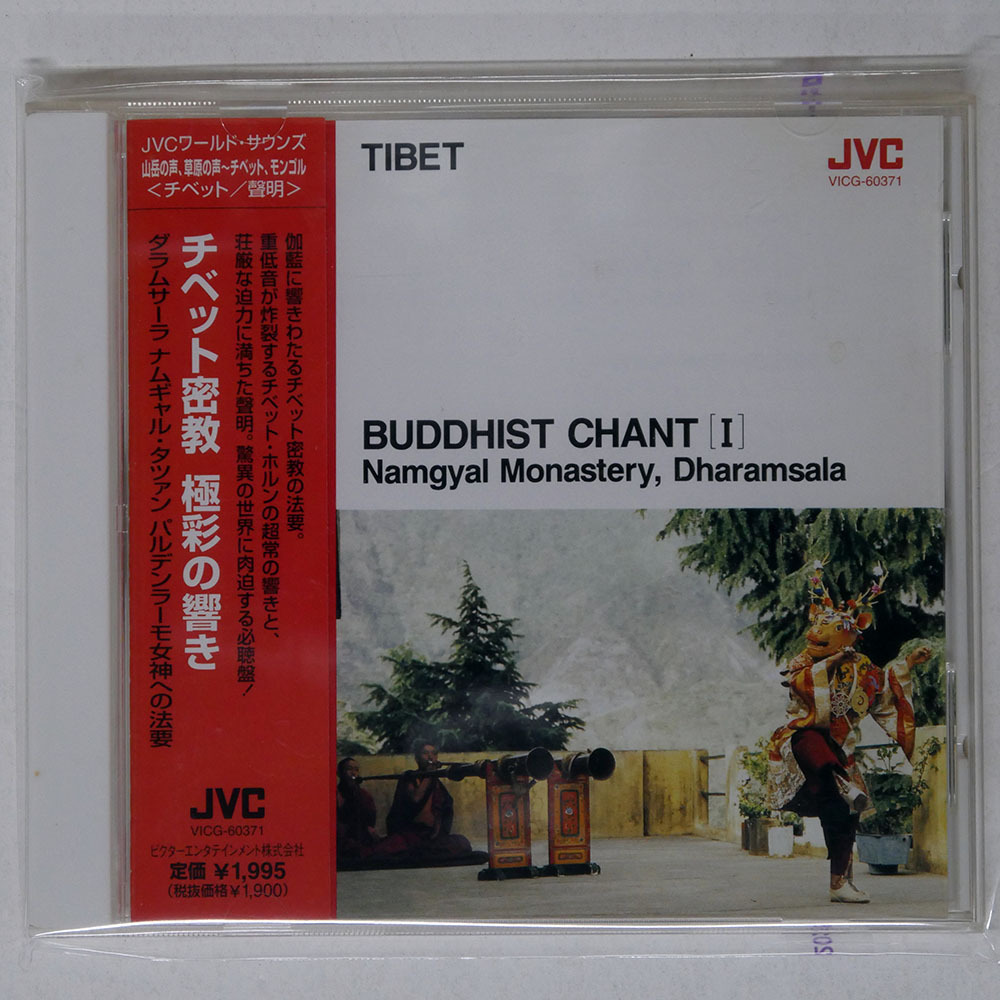 JVCワールド・サウンズ
山岳の声、草原の声～チベット、モンゴル
＜チベット／聲明＞
伽藍に響きわたるチベット密教の法要。
重低音が炸裂するチベット・ホルンの超常の響きと、
荘厳な迫力に満ちた聲明。驚異の世界に肉迫する必聴盤！
チベット密教 極彩の響き
ダラムサーラ ナムギャル・タツァン パルデンラーモ女神への法要
JVC
VICG-60371
ビクターエンタテインメント株式会社
定価 ¥1,995
(税抜価格¥1,900)
TIBET
JVC
VICG-60371
BUDDHIST CHANT [I]
Namgyal Monastery, Dharamsala